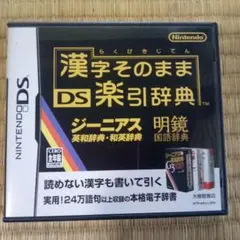 Nintendo
NINTENDO DS
らくびきじてん
漢字そのまま
DS楽引辞典™
ジーニアス
英和辞典・和英辞典
明鏡
国語辞典
読めない漢字も書いて引く
実用!24万語句以上収録の本格電子辞書